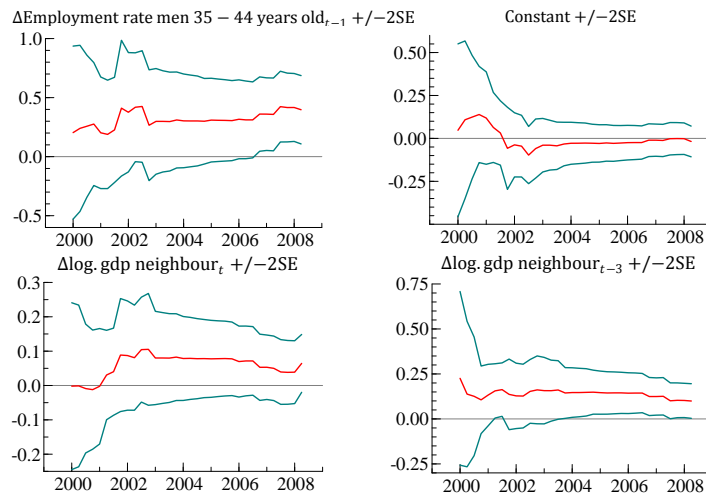 ΔEmployment rate men 35 − 44 years old_{t−1} +/−2SE
1.0
0.5
0.0
-0.5
2000 2002 2004 2006 2008
Constant +/−2SE
0.50
0.25
0.00
-0.25
2000 2002 2004 2006 2008
Δlog. gdp neighbour_t +/−2SE
0.3
0.2
0.1
0.0
-0.1
-0.2
2000 2002 2004 2006 2008
Δlog. gdp neighbour_{t−3} +/−2SE
0.75
0.50
0.25
0.00
-0.25
2000 2002 2004 2006 2008